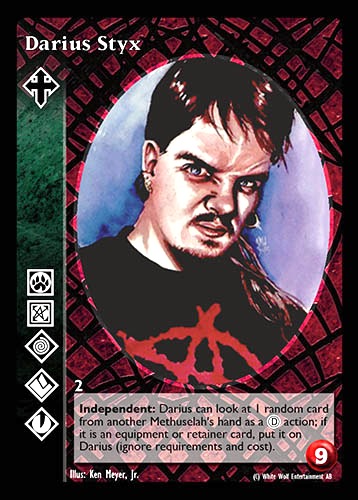 Darius Styx
2
Independent: Darius can look at 1 random card
from another Methuselah's hand as a Ⓓ action; if
it is an equipment or retainer card, put it on
Darius (ignore requirements and cost).
9
Illus: Ken Meyer, Jr.
(C) White Wolf Entertainment AB